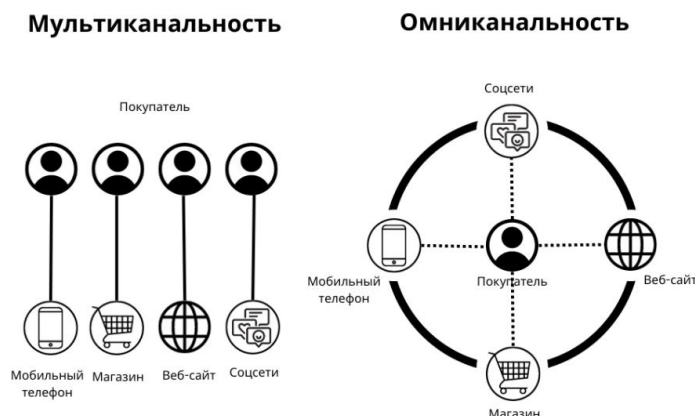 Мультиканальность
Покупатель
Мобильный
телефон
Магазин
Веб-сайт
Соцсети
Омниканальность
Соцсети
Мобильный
телефон
Покупатель
Веб-сайт
Магазин